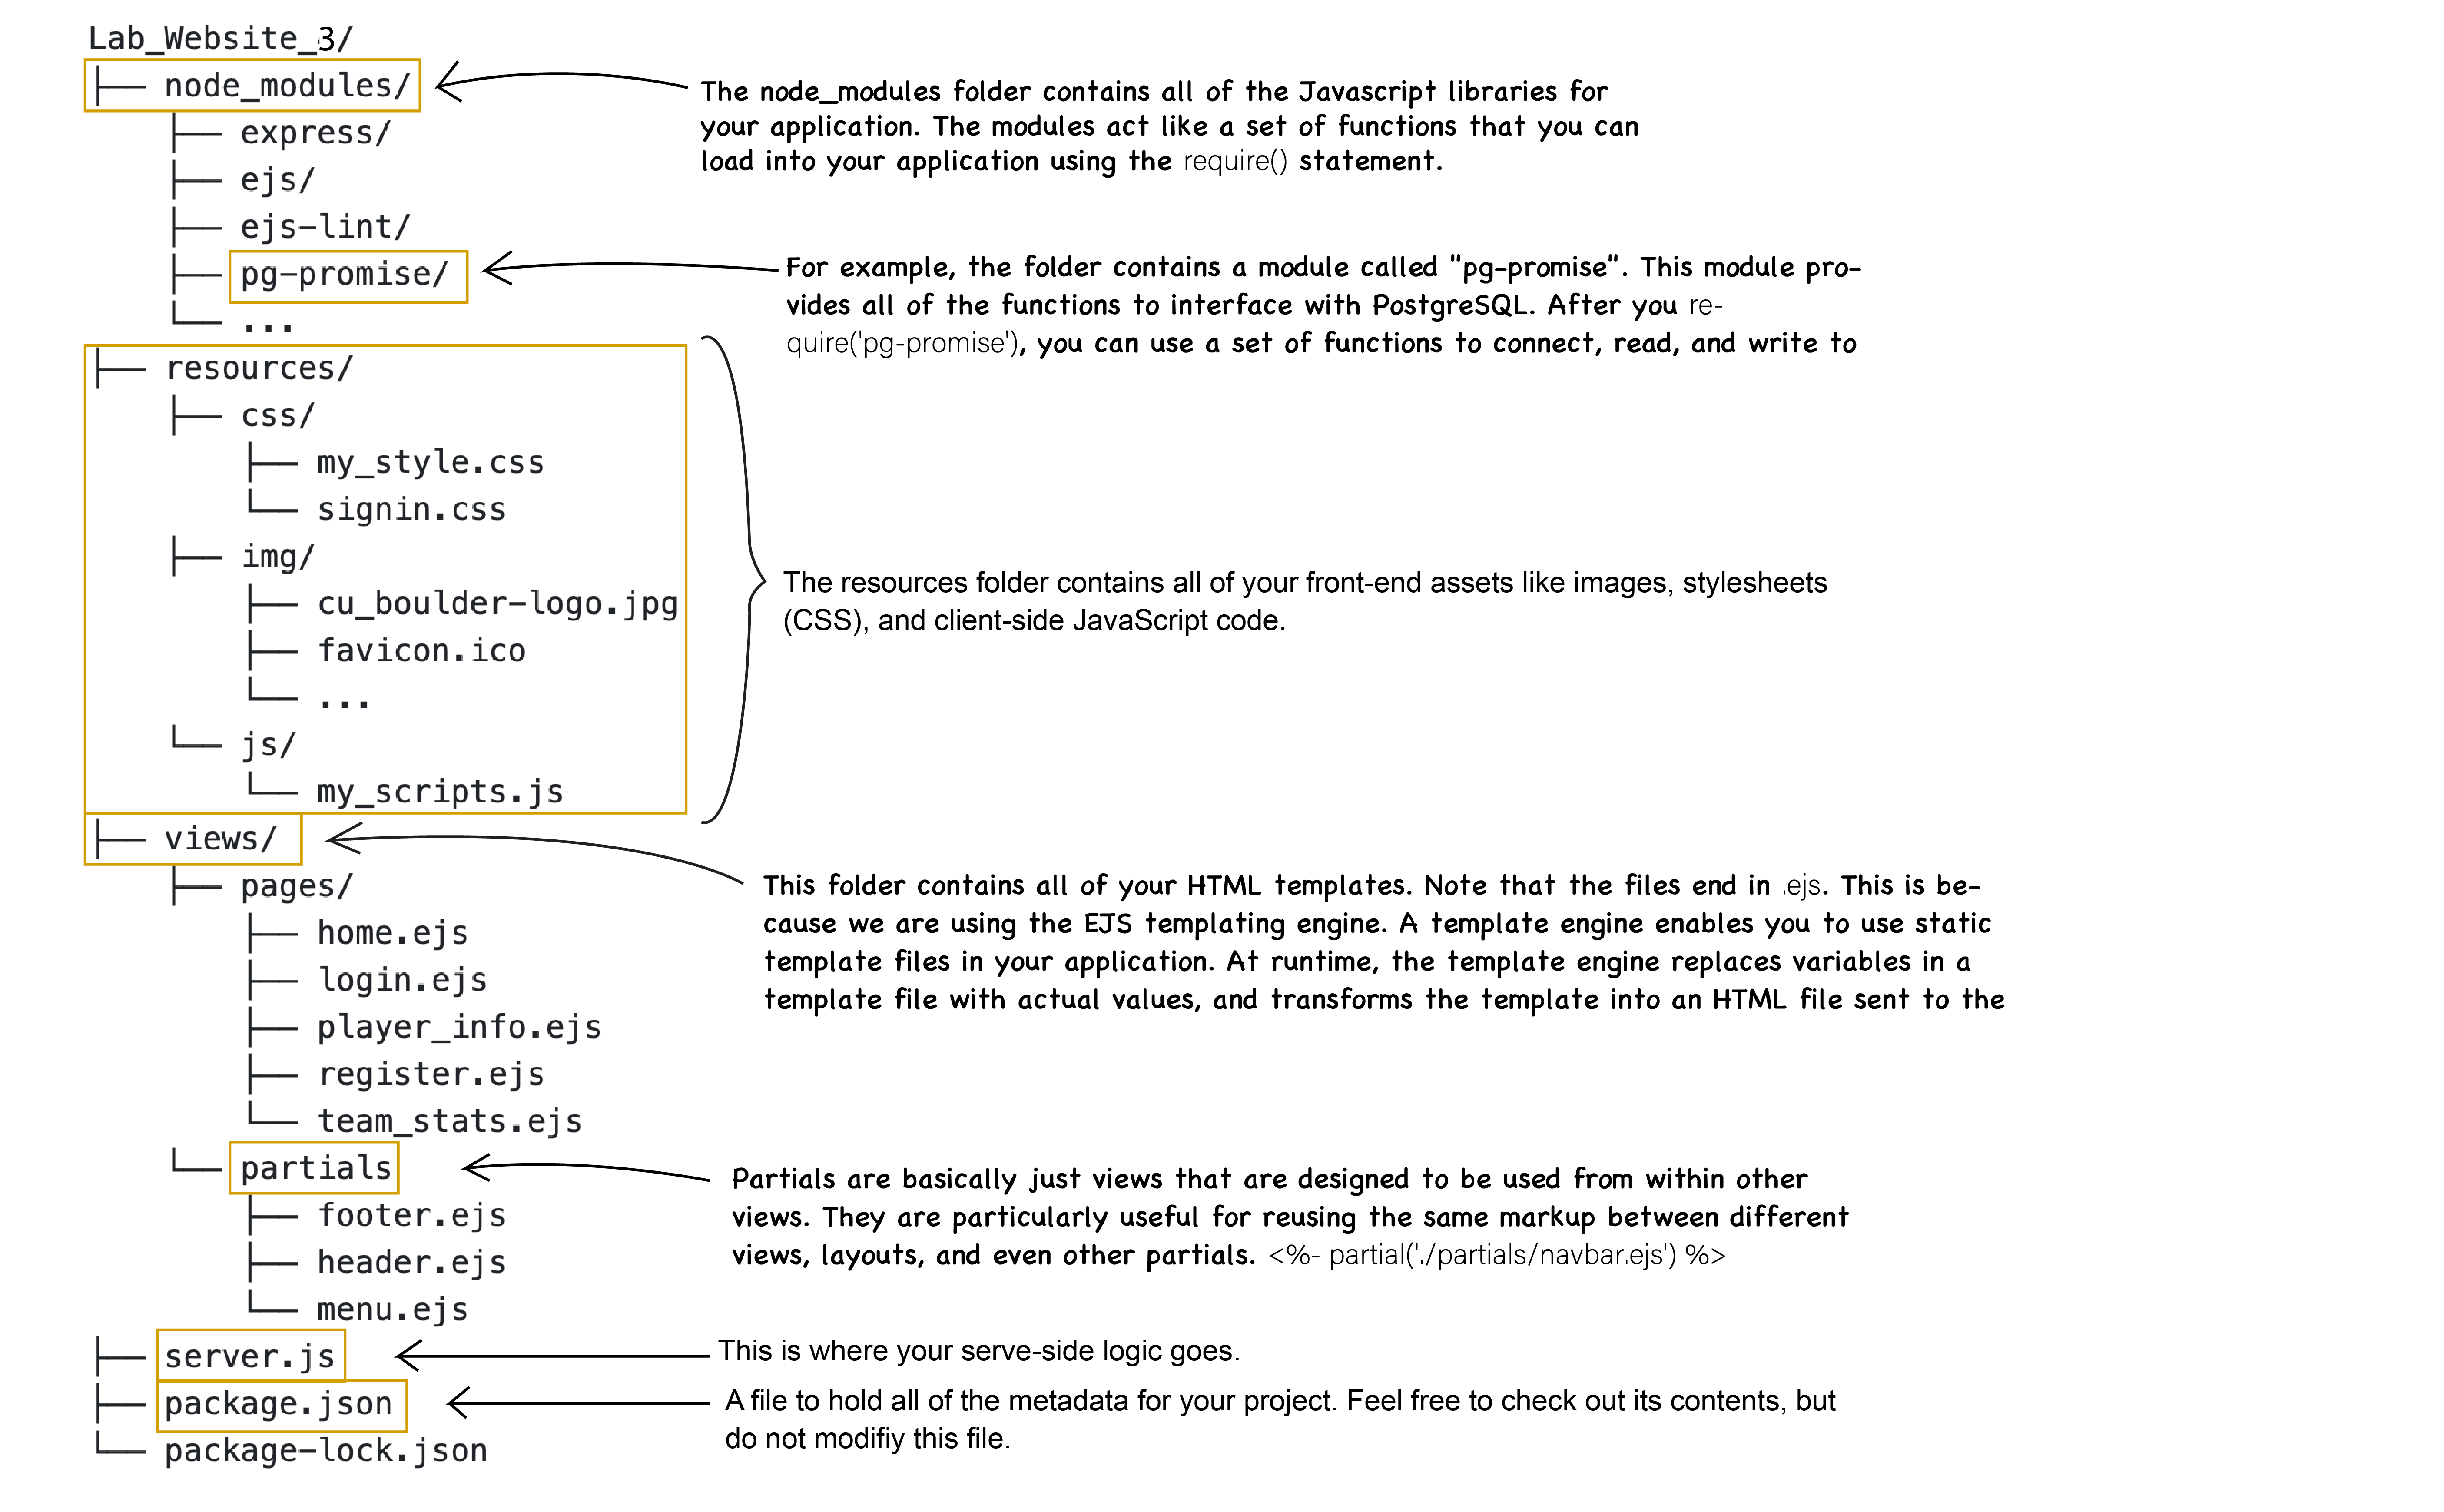 Lab_Website_3/
├── node_modules/
The node_modules folder contains all of the Javascript libraries for
your application. The modules act like a set of functions that you can
load into your application using the require() statement.
├── express/
├── ejs/
├── ejs-lint/
├── pg-promise/
└── ...
For example, the folder contains a module called "pg-promise". This module pro-
vides all of the functions to interface with PostgreSQL. After you re-
quire('pg-promise'), you can use a set of functions to connect, read, and write to
├── resources/
├── css/
├── my_style.css
└── signin.css
├── img/
├── cu_boulder-logo.jpg
├── favicon.ico
└── ...
└── js/
└── my_scripts.js
The resources folder contains all of your front-end assets like images, stylesheets
(CSS), and client-side JavaScript code.
├── views/
This folder contains all of your HTML templates. Note that the files end in .ejs. This is be-
cause we are using the EJS templating engine. A template engine enables you to use static
template files in your application. At runtime, the template engine replaces variables in a
template file with actual values, and transforms the template into an HTML file sent to the
├── pages/
├── home.ejs
├── login.ejs
├── player_info.ejs
├── register.ejs
└── team_stats.ejs
└── partials
Partials are basically just views that are designed to be used from within other
views. They are particularly useful for reusing the same markup between different
views, layouts, and even other partials. <%- partial('./partials/navbar.ejs') %>
├── footer.ejs
├── header.ejs
└── menu.ejs
├── server.js
This is where your serve-side logic goes.
├── package.json
A file to hold all of the metadata for your project. Feel free to check out its contents, but
do not modifiy this file.
└── package-lock.json